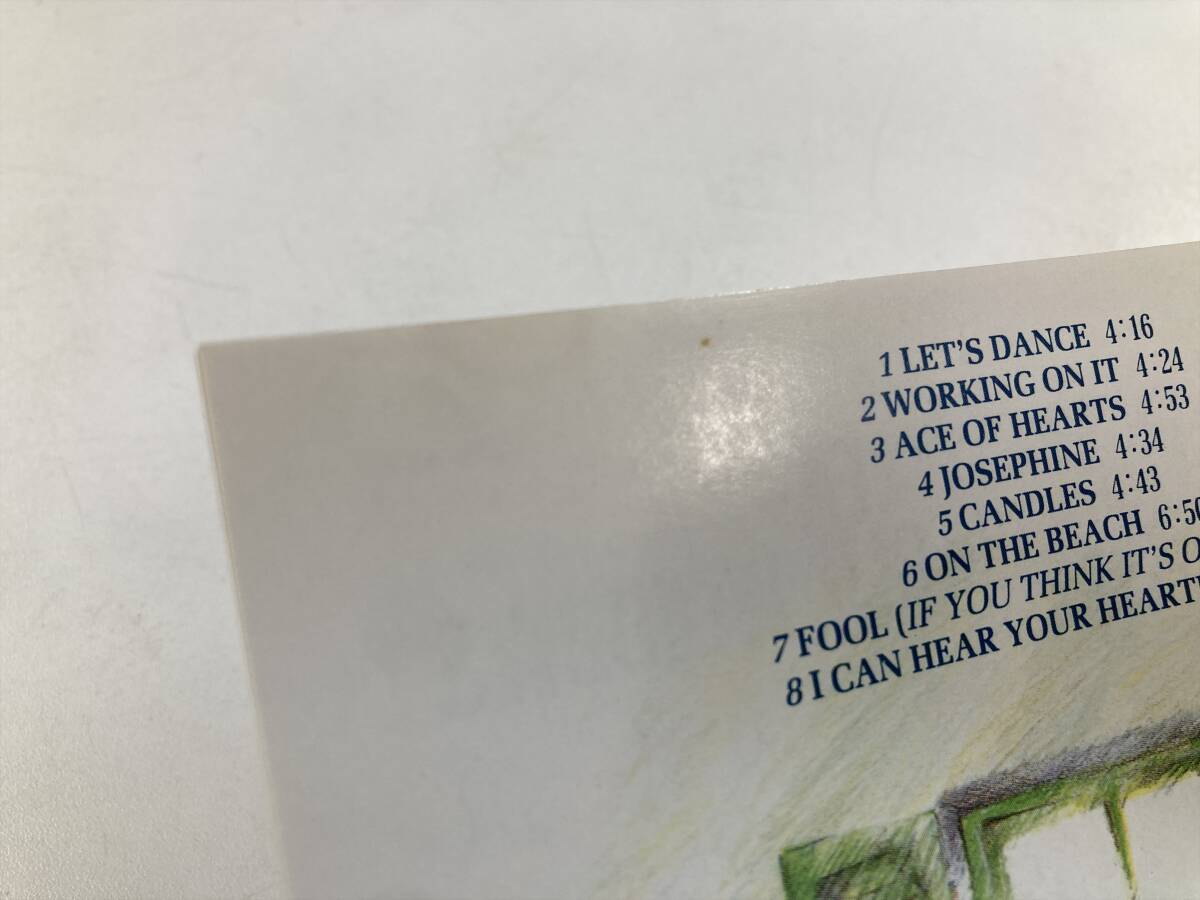 1 LET'S DANCE 4:16
2 WORKING ON IT 4:24
3 ACE OF HEARTS 4:53
4 JOSEPHINE 4:34
5 CANDLES 4:43
6 ON THE BEACH 6:50
7 FOOL (IF YOU THINK IT'S
8 I CAN HEAR YOUR